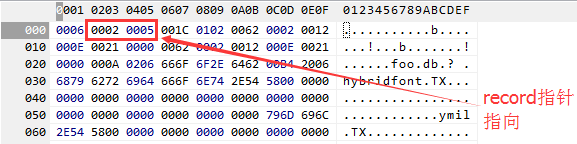 0001 0203 0405 0607 0809 0A0B 0C0D 0E0F 0123456789ABCDEF
000 0006 0002 0005 001C 0102 0062 0002 0012 ...........b....
010 000E 0021 0000 0062 0002 0012 000E 0021 ...!...b.......!
020 0000 000A 0206 666F 6F2E 6462 00B4 2006 ......foo.db.? .
030 6879 6272 6964 666F 6E74 2E54 5800 0000 hybridfont.TX...
040 0000 0000 0000 0000 0000 0000 0000 0000 ................
050 0000 0000 0000 0000 0000 0000 796D 696C ............ymil
060 2E54 5800 0000 0000 0000 0000 0000 0000 .TX.............
record指针
指向